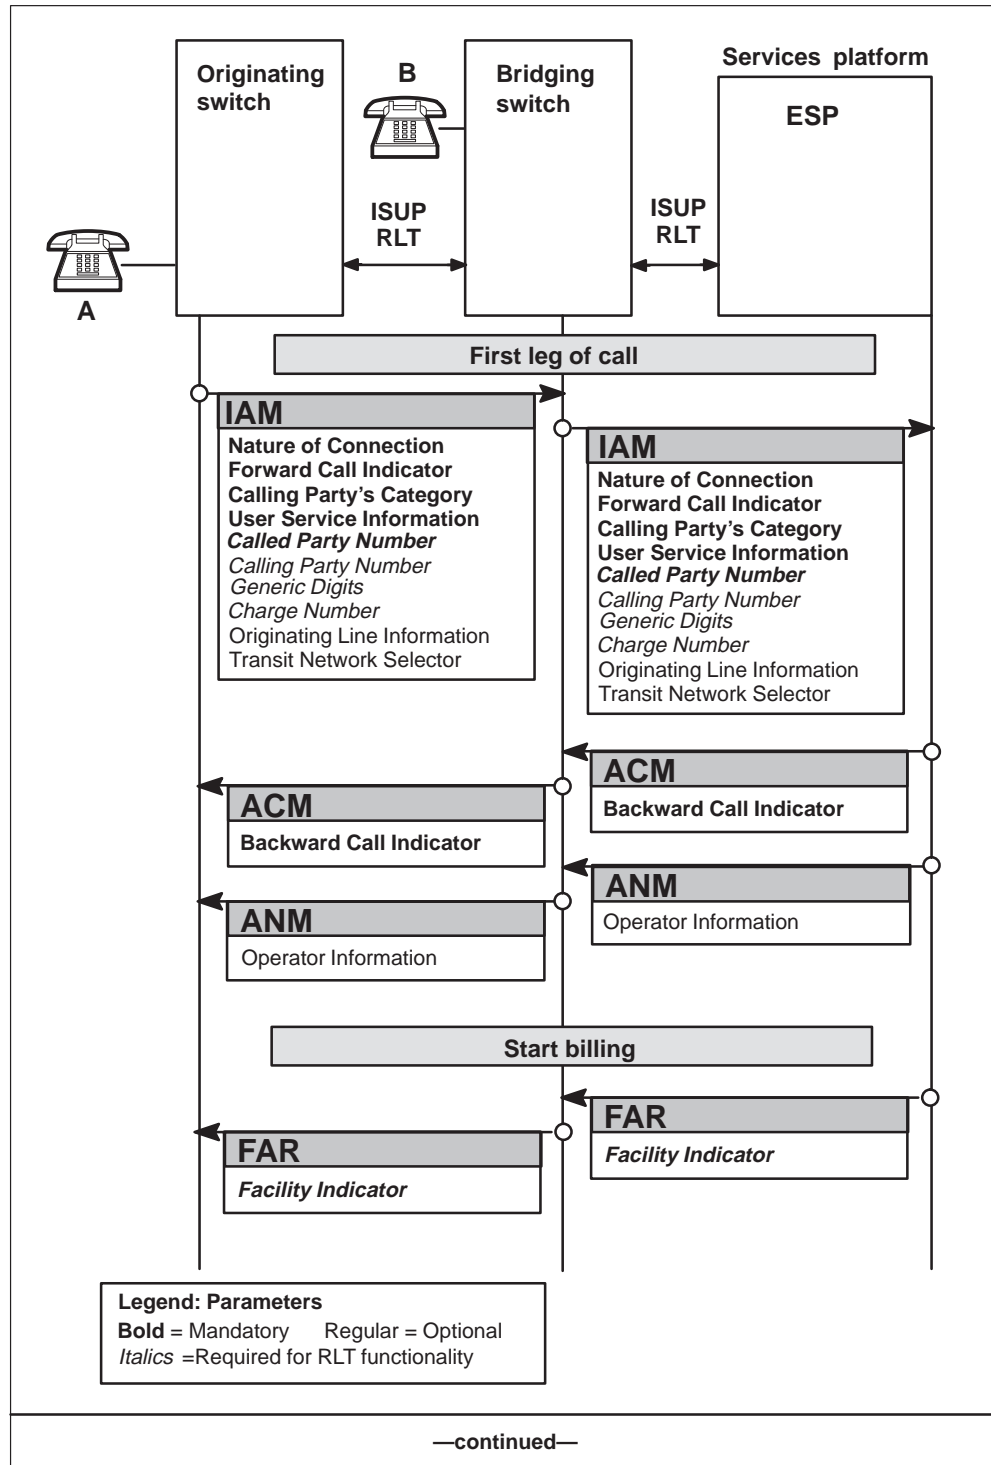 Originating
switch
B
Bridging
switch
Services platform
ESP
ISUP
RLT
ISUP
RLT
A
First leg of call
IAM
Nature of Connection
Forward Call Indicator
Calling Party’s Category
User Service Information
Called Party Number
Calling Party Number
Generic Digits
Charge Number
Originating Line Information
Transit Network Selector
IAM
Nature of Connection
Forward Call Indicator
Calling Party’s Category
User Service Information
Called Party Number
Calling Party Number
Generic Digits
Charge Number
Originating Line Information
Transit Network Selector
ACM
Backward Call Indicator
ACM
Backward Call Indicator
ANM
Operator Information
ANM
Operator Information
Start billing
FAR
Facility Indicator
FAR
Facility Indicator
Legend: Parameters
Bold = Mandatory Regular = Optional
Italics =Required for RLT functionality
—continued—